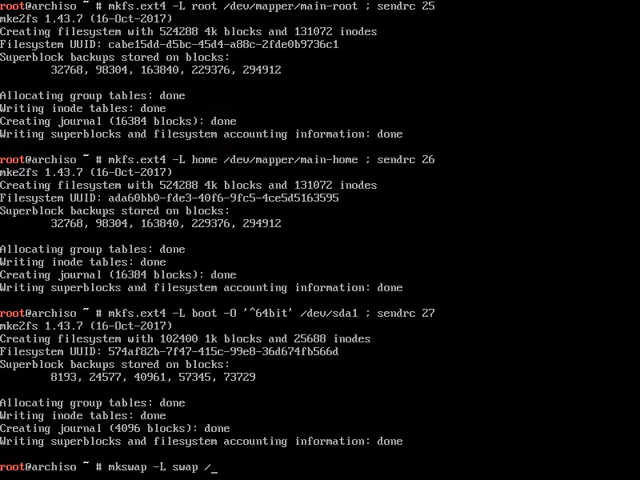 root@archiso ~ # mkfs.ext4 -L root /dev/mapper/main-root ; sendrc 25
mke2fs 1.43.7 (16-Oct-2017)
Creating filesystem with 524288 4k blocks and 131072 inodes
Filesystem UUID: cabe15dd-d5bc-45d4-a88c-2fde0b9736c1
Superblock backups stored on blocks:
32768, 98304, 163840, 229376, 294912
Allocating group tables: done
Writing inode tables: done
Creating journal (16384 blocks): done
Writing superblocks and filesystem accounting information: done
root@archiso ~ # mkfs.ext4 -L home /dev/mapper/main-home ; sendrc 26
mke2fs 1.43.7 (16-Oct-2017)
Creating filesystem with 524288 4k blocks and 131072 inodes
Filesystem UUID: ada60bb0-fde3-40f6-9fc5-4ce5d5163595
Superblock backups stored on blocks:
32768, 98304, 163840, 229376, 294912
Allocating group tables: done
Writing inode tables: done
Creating journal (16384 blocks): done
Writing superblocks and filesystem accounting information: done
root@archiso ~ # mkfs.ext4 -L boot -O '^64bit' /dev/sda1 ; sendrc 27
mke2fs 1.43.7 (16-Oct-2017)
Creating filesystem with 102400 1k blocks and 25688 inodes
Filesystem UUID: 574af82b-7f47-415c-99e8-36d674fb566d
Superblock backups stored on blocks:
8193, 24577, 40961, 57345, 73729
Allocating group tables: done
Writing inode tables: done
Creating journal (4096 blocks): done
Writing superblocks and filesystem accounting information: done
root@archiso ~ # mkswap -L swap /_